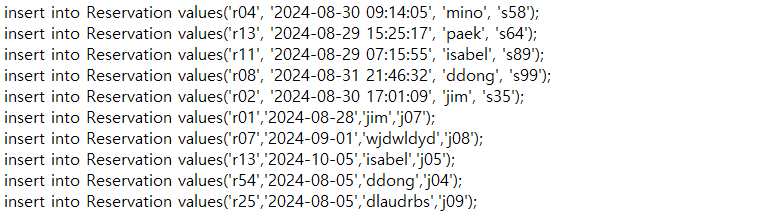 insert into Reservation values('r04', '2024-08-30 09:14:05', 'mino', 's58');
insert into Reservation values('r13', '2024-08-29 15:25:17', 'paek', 's64');
insert into Reservation values('r11', '2024-08-29 07:15:55', 'isabel', 's89');
insert into Reservation values('r08', '2024-08-31 21:46:32', 'ddong', 's99');
insert into Reservation values('r02', '2024-08-30 17:01:09', 'jim', 's35');
insert into Reservation values('r01','2024-08-28','jim','j07');
insert into Reservation values('r07','2024-09-01','wjdwldyd','j08');
insert into Reservation values('r13','2024-10-05','isabel','j05');
insert into Reservation values('r54','2024-08-05','ddong','j04');
insert into Reservation values('r25','2024-08-05','dlaudrbs','j09');